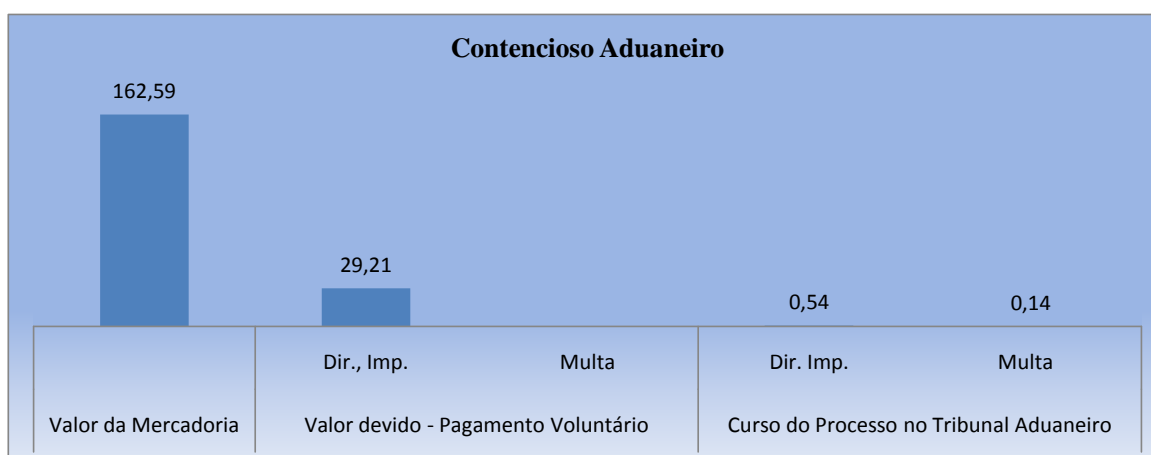 Contencioso Aduaneiro
162,59
29,21
0,54
0,14
Dir., Imp.
Multa
Dir. Imp.
Multa
Valor da Mercadoria
Valor devido - Pagamento Voluntário
Curso do Processo no Tribunal Aduaneiro